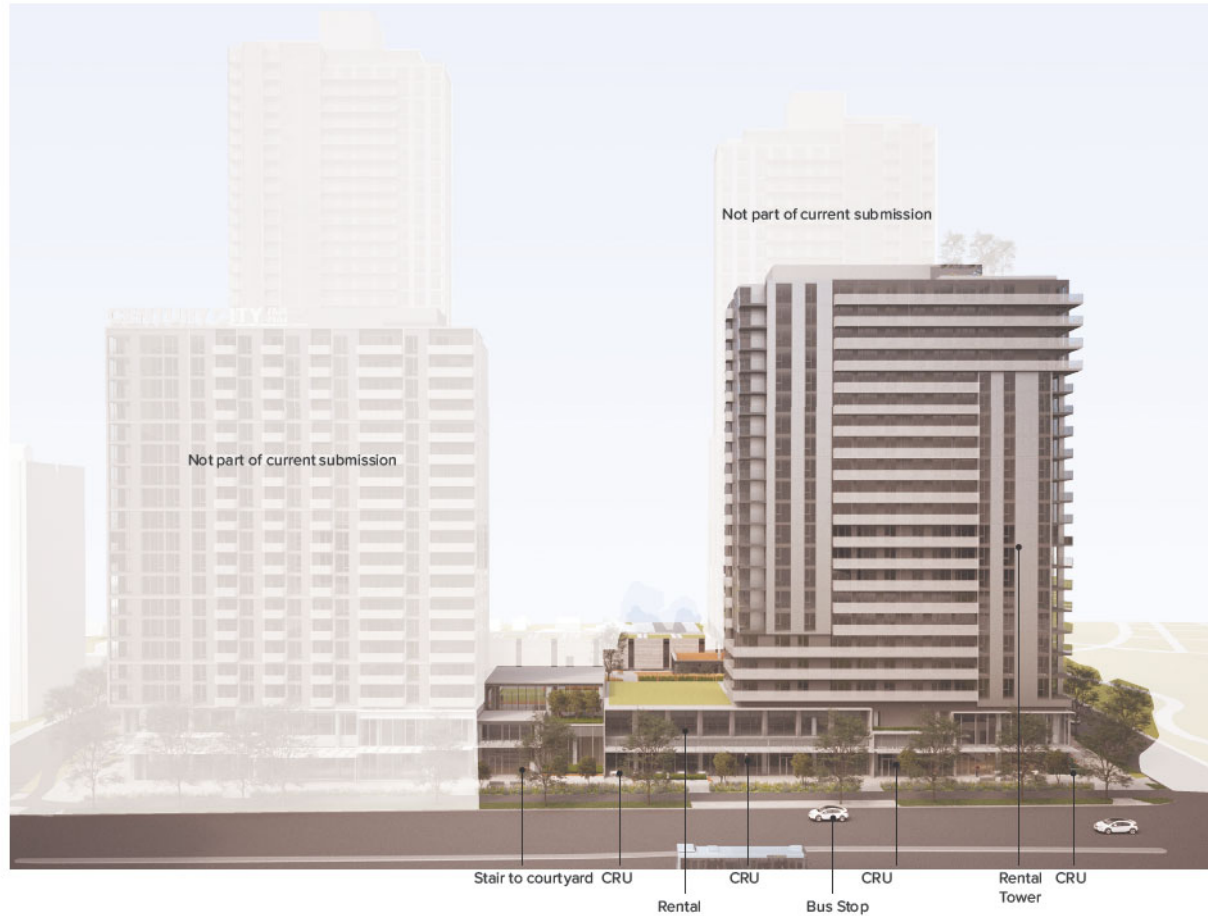 Not part of current submission
Not part of current submission
Stair to courtyard CRU CRU CRU Rental CRU
Tower
Rental Bus Stop